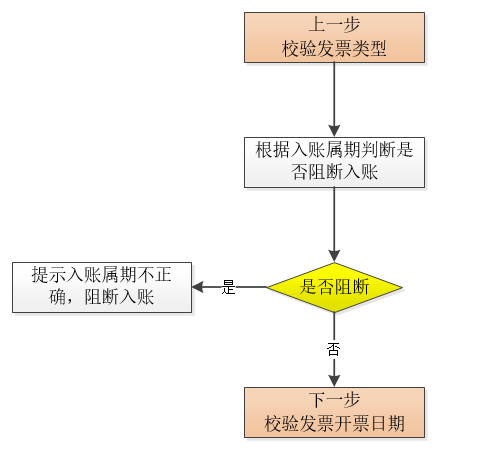 上一步
校验发票类型
根据入账属期判断是
否阻断入账
提示入账属期不正
确，阻断入账
是
是否阻断
否
下一步
校验发票开票日期